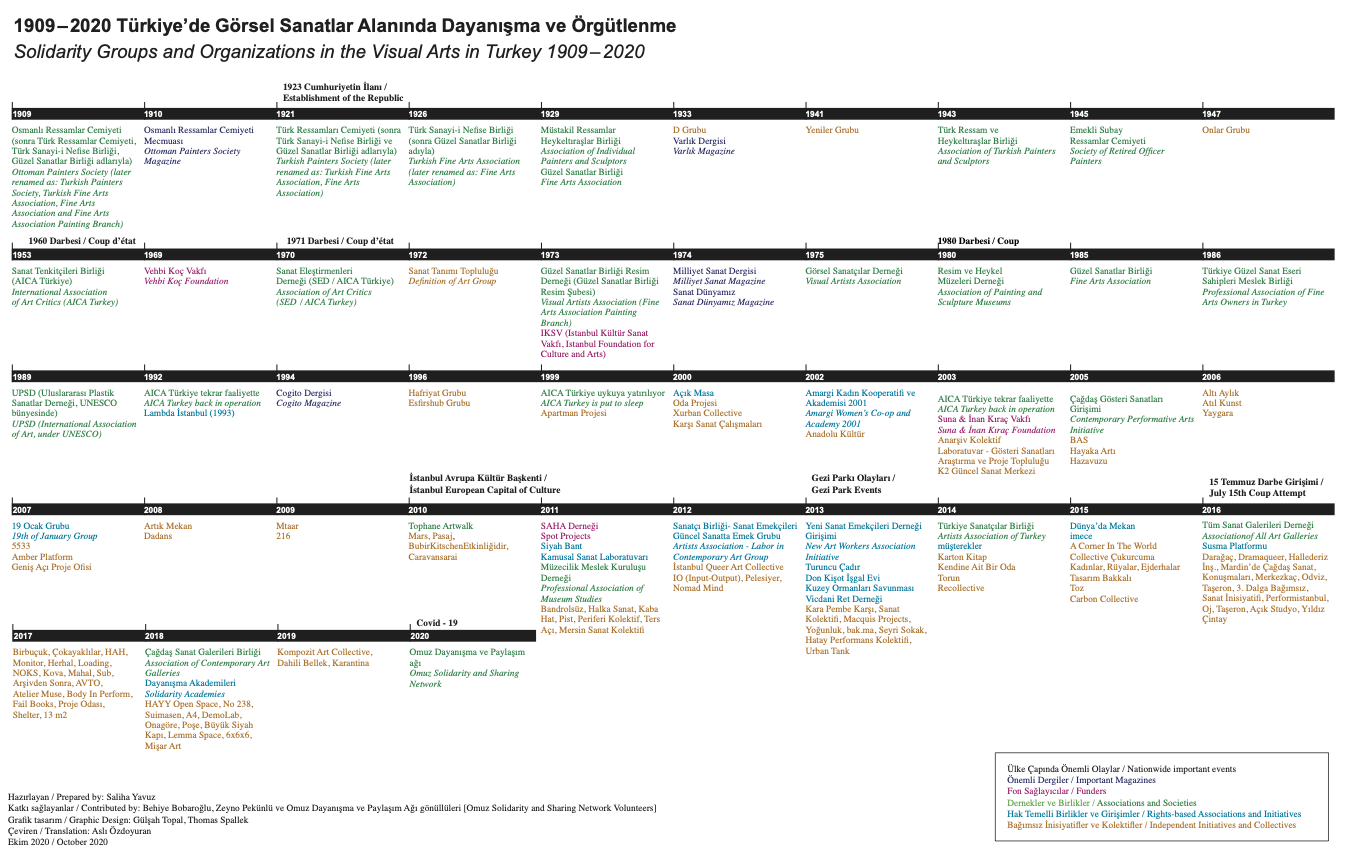 1909–2020 Türkiye’de Görsel Sanatlar Alanında Dayanışma ve Örgütlenme
Solidarity Groups and Organizations in the Visual Arts in Turkey 1909–2020
1923 Cumhuriyetin İlanı /
Establishment of the Republic
1909
Osmanlı Ressamlar Cemiyeti
(sonra Türk Ressamlar Cemiyeti,
Türk Sanayi-i Nefise Birliği,
Güzel Sanatlar Birliği adlarıyla)
Ottoman Painters Society (later
renamed as: Turkish Painters
Society, Turkish Fine Arts
Association, Fine Arts
Association and Fine Arts
Association Painting Branch)
1910
Osmanlı Ressamlar Cemiyeti
Mecmuası
Ottoman Painters Society
Magazine
1921
Türk Ressamları Cemiyeti (sonra
Türk Sanayi-i Nefise Birliği ve
Güzel Sanatlar Birliği adlarıyla)
Turkish Painters Society (later
renamed as: Turkish Fine Arts
Association, Fine Arts
Association)
1926
Türk Sanayi-i Nefise Birliği
(sonra Güzel Sanatlar Birliği
adıyla)
Turkish Fine Arts Association
(later renamed as: Fine Arts
Association)
1929
Müstakil Ressamlar
Heykeltıraşlar Birliği
Association of Individual
Painters and Sculptors
Güzel Sanatlar Birliği
Fine Arts Association
1933
D Grubu
Varlık Dergisi
Varlık Magazine
1941
Yeniler Grubu
1943
Türk Ressam ve
Heykeltıraşlar Birliği
Association of Turkish Painters
and Sculptors
1945
Emekli Subay
Ressamlar Cemiyeti
Society of Retired Officer
Painters
1947
Onlar Grubu
1960 Darbesi / Coup d’état
1971 Darbesi / Coup d’état
1980 Darbesi / Coup
1953
Sanat Tenkitçileri Birliği
(AICA Türkiye)
International Association
of Art Critics (AICA Turkey)
1969
Vehbi Koç Vakfı
Vehbi Koç Foundation
1970
Sanat Eleştirmenleri
Derneği (SED / AICA Türkiye)
Association of Art Critics
(SED / AICA Turkey)
1972
Sanat Tanımı Topluluğu
Definition of Art Group
1973
Güzel Sanatlar Birliği Resim
Derneği (Güzel Sanatlar Birliği
Resim Şubesi)
Visual Artists Association (Fine
Arts Association Painting
Branch)
IKSV (İstanbul Kültür Sanat
Vakfı, Istanbul Foundation for
Culture and Arts)
1974
Milliyet Sanat Dergisi
Milliyet Sanat Magazine
Sanat Dünyamız
Sanat Dünyamız Magazine
1975
Görsel Sanatçılar Derneği
Visual Artists Association
1980
Resim ve Heykel
Müzeleri Derneği
Association of Painting and
Sculpture Museums
1985
Güzel Sanatlar Birliği
Fine Arts Association
1986
Türkiye Güzel Sanat Eseri
Sahipleri Meslek Birliği
Professional Association of Fine
Arts Owners in Turkey
1989
UPSD (Uluslararası Plastik
Sanatlar Derneği, UNESCO
bünyesinde)
UPSD (International Association
of Art, under UNESCO)
1992
AICA Türkiye tekrar faaliyette
AICA Turkey back in operation
Lambda İstanbul (1993)
1994
Cogito Dergisi
Cogito Magazine
1996
Hafriyat Grubu
Esfirshub Grubu
1999
AICA Türkiye uykuya yatırılıyor
AICA Turkey is put to sleep
Apartman Projesi
2000
Açık Masa
Oda Projesi
Xurban Collective
Karşı Sanat Çalışmaları
2002
Amargi Kadın Kooperatifi ve
Akademisi 2001
Amargi Women’s Co-op and
Academy 2001
Anadolu Kültür
2003
AICA Türkiye tekrar faaliyette
AICA Turkey back in operation
Suna & İnan Kıraç Vakfı
Suna & İnan Kıraç Foundation
Anarşiv Kolektif
Laboratuvar - Gösteri Sanatları
Araştırma ve Proje Topluluğu
K2 Güncel Sanat Merkezi
2005
Çağdaş Gösteri Sanatları
Girişimi
Contemporary Performative Arts
Initiative
BAS
Hayaka Artı
Hazavuzu
2006
Altı Aylık
Atıl Kunst
Yaygara
İstanbul Avrupa Kültür Başkenti /
İstanbul European Capital of Culture
Gezi Parkı Olayları /
Gezi Park Events
15 Temmuz Darbe Girişimi /
July 15th Coup Attempt
2007
19 Ocak Grubu
19th of January Group
5533
Amber Platform
Geniş Açı Proje Ofisi
2008
Artık Mekan
Dadans
2009
Mtaar
216
2010
Tophane Artwalk
Mars, Pasaj,
BubirKitschenEtkinliğidir,
Caravansarai
2011
SAHA Derneği
Spot Projects
Siyah Bant
Kamusal Sanat Laboratuvarı
Müzecilik Meslek Kuruluşu
Derneği
Professional Association of
Museum Studies
Bandrolsüz, Halka Sanat, Kaba
Hat, Pist, Periferi Kolektif, Ters
Açı, Mersin Sanat Kolektifi
2012
Sanatçı Birliği- Sanat Emekçileri
Güncel Sanatta Emek Grubu
Artists Association - Labor in
Contemporary Art Group
İstanbul Queer Art Collective
IO (Input-Output), Pelesiyer,
Nomad Mind
2013
Yeni Sanat Emekçileri Derneği
Girişimi
New Art Workers Association
Initiative
Turuncu Çadır
Don Kişot İşgal Evi
Kuzey Ormanları Savunması
Vicdani Ret Derneği
Kara Pembe Karşı, Sanat
Kolektifi, Macquis Projects,
Yoğunluk, bak.ma, Seyri Sokak,
Hatay Performans Kolektifi,
Urban Tank
2014
Türkiye Sanatçılar Birliği
Artists Association of Turkey
müşterekler
Karton Kitap
Kendine Ait Bir Oda
Torun
Recollective
2015
Dünya’da Mekan
imece
A Corner In The World
Collective Çukurcuma
Kadınlar, Rüyalar, Ejderhalar
Tasarım Bakkalı
Toz
Carbon Collective
2016
Tüm Sanat Galerileri Derneği
Associationof All Art Galleries
Susma Platformu
Darağaç, Dramaqueer, Hallederiz
İnş., Mardin’de Çağdaş Sanat,
Konuşmaları, Merkezkaç, Odviz,
Taşeron, 3. Dalga Bağımsız,
Sanat İnisiyatifi, Performistanbul,
Oj, Taşeron, Açık Studyo, Yıldız
Çintay
Covid - 19
2017
Birbuçuk, Çokayaklılar, HAH,
Monitor, Herhal, Loading,
NOKS, Kova, Mahal, Sub,
Arşivden Sonra, AVTO,
Atelier Muse, Body In Perform,
Fail Books, Proje Odası,
Shelter, 13 m2
2018
Çağdaş Sanat Galerileri Birliği
Association of Contemporary Art
Galleries
Dayanışma Akademileri
Solidarity Academies
HAYY Open Space, No 238,
Suimasen, A4, DemoLab,
Onagöre, Poşe, Büyük Siyah
Kapı, Lemma Space, 6x6x6,
Mişar Art
2019
Kompozit Art Collective,
Dahili Bellek, Karantina
2020
Omuz Dayanışma ve Paylaşım
ağı
Omuz Solidarity and Sharing
Network
Ülke Çapında Önemli Olaylar / Nationwide important events
Önemli Dergiler / Important Magazines
Fon Sağlayıcılar / Funders
Dernekler ve Birlikler / Associations and Societies
Hak Temelli Birlikler ve Girişimler / Rights-based Associations and Initiatives
Bağımsız İnisiyatifler ve Kolektifler / Independent Initiatives and Collectives
Hazırlayan / Prepared by: Saliha Yavuz
Katkı sağlayanlar / Contributed by: Behiye Bobaroğlu, Zeyno Pekünlü ve Omuz Dayanışma ve Paylaşım Ağı gönüllüleri [Omuz Solidarity and Sharing Network Volunteers]
Grafik tasarım / Graphic Design: Gülşah Topal, Thomas Spallek
Çeviren / Translation: Aslı Özdoyuran
Ekim 2020 / October 2020